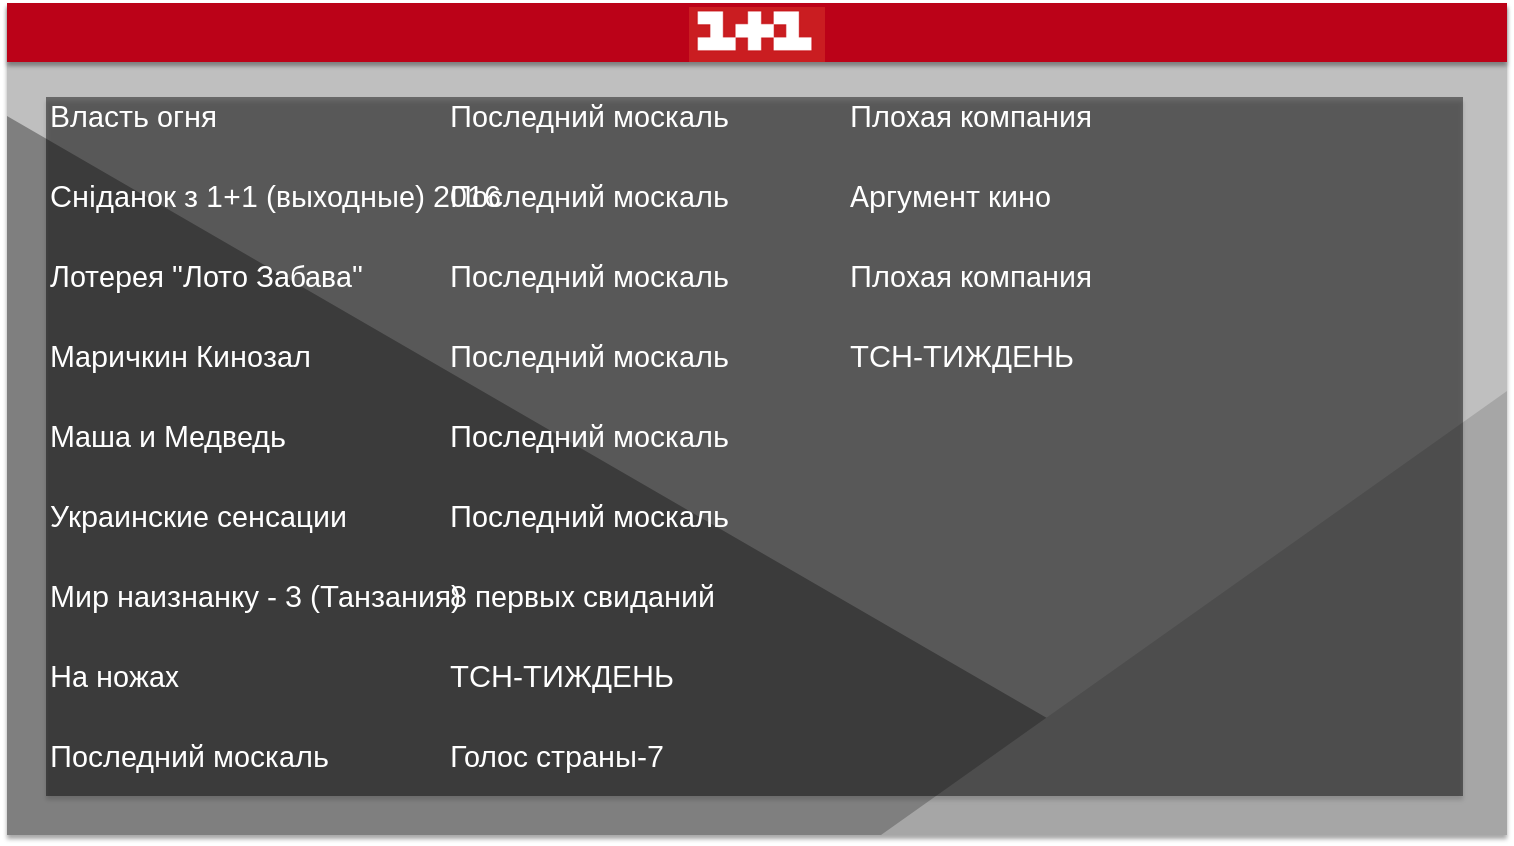 1+1
Власть огня
Сніданок з 1+1 (выходные) 2016
Лотерея "Лото Забава"
Маричкин Кинозал
Маша и Медведь
Украинские сенсации
Мир наизнанку - 3 (Танзания)
На ножах
Последний москаль
Последний москаль
Последний москаль
Последний москаль
Последний москаль
Последний москаль
Последний москаль
8 первых свиданий
ТСН-ТИЖДЕНЬ
Голос страны-7
Плохая компания
Аргумент кино
Плохая компания
ТСН-ТИЖДЕНЬ